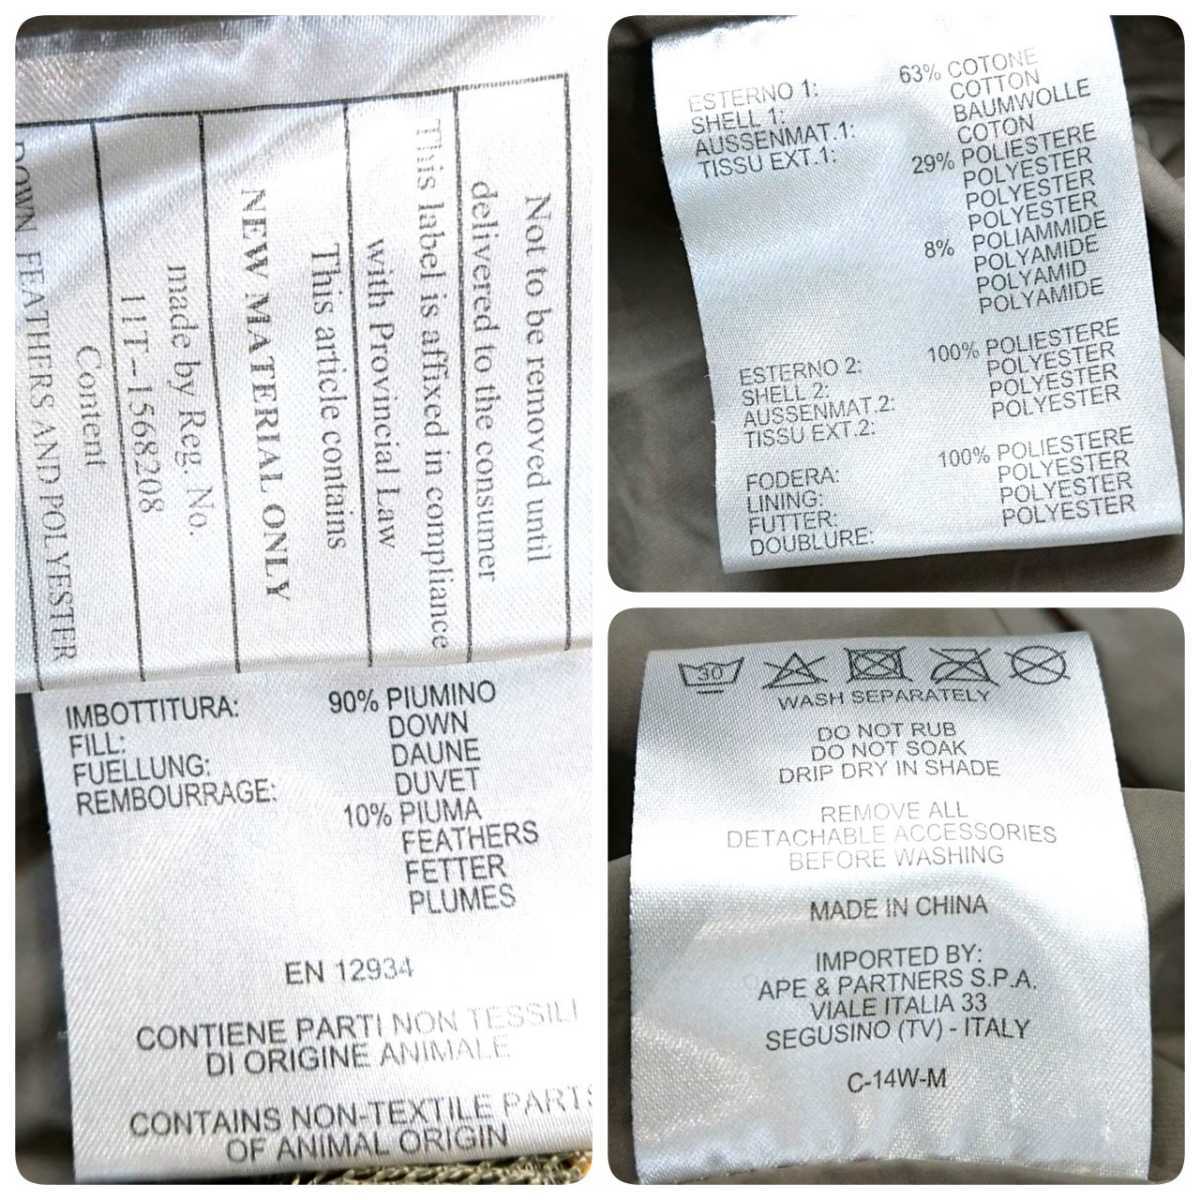 Not to be removed until
delivered to the consumer
This label is affixed in compliance
with Provincial Law
This article contains
NEW MATERIAL ONLY
made by Reg. No.
11T-1568208
Content
DOWN FEATHERS AND POLYESTER
IMBOTTITURA: 90% PIUMINO
FILL: DOWN
FUELLUNG: DAUNE
REMBOURRAGE: DUVET
10% PIUMA
FEATHERS
FETTER
PLUMES
EN 12934
CONTIENE PARTI NON TESSILI
DI ORIGINE ANIMALE
CONTAINS NON-TEXTILE PARTS
OF ANIMAL ORIGIN
ESTERNO 1: 63% COTONE
SHELL 1: COTTON
AUSSENMAT.1: BAUMWOLLE
TISSU EXT.1: COTON
29% POLIESTERE
POLYESTER
POLYESTER
POLYESTER
8% POLIAMMIDE
POLYAMIDE
POLYAMID
POLYAMIDE
ESTERNO 2: 100% POLIESTERE
SHELL 2: POLYESTER
AUSSENMAT.2: POLYESTER
TISSU EXT.2: POLYESTER
FODERA: 100% POLIESTERE
LINING: POLYESTER
FUTTER: POLYESTER
DOUBLURE: POLYESTER
30
WASH SEPARATELY
DO NOT RUB
DO NOT SOAK
DRIP DRY IN SHADE
REMOVE ALL
DETACHABLE ACCESSORIES
BEFORE WASHING
MADE IN CHINA
IMPORTED BY:
APE & PARTNERS S.P.A.
VIALE ITALIA 33
SEGUSINO (TV) - ITALY
C-14W-M